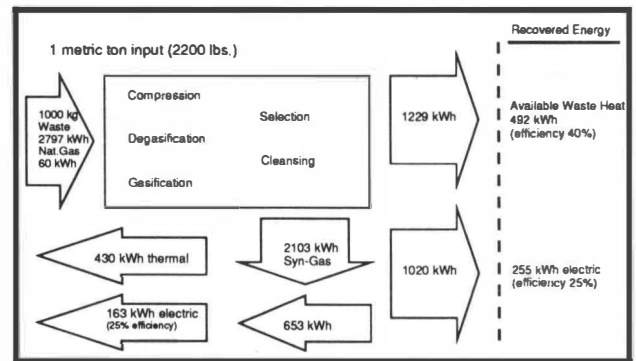 Recovered Energy
1 metric ton input (2200 lbs.)
1000 kg
Waste
2797 kWh
Nat.Gas
60 kWh
Compression
Selection
Degasification
Cleansing
Gasification
1229 kWh
Available Waste Heat
492 kWh
(efficiency 40%)
430 kWh thermal
2103 kWh
Syn-Gas
1020 kWh
255 kWh electric
(efficiency 25%)
163 kWh electric
(25% efficiency)
653 kWh